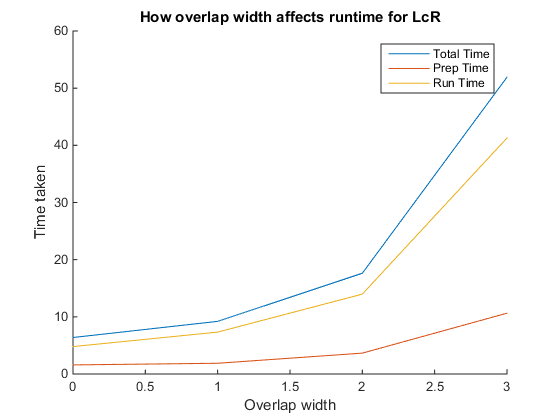 How overlap width affects runtime for LcR
60
50
40
30
20
10
0
Time taken
Total Time
Prep Time
Run Time
0 0.5 1 1.5 2 2.5 3
Overlap width